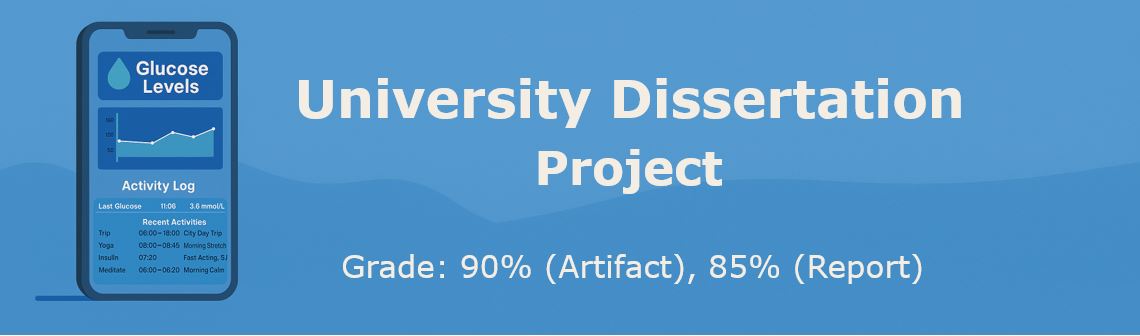 Glucose
Levels
150
100
50
Activity Log
Last Glucose 11:06 3.6 mmol/L
Recent Activities
Trip 06:00–18:00 City Day Trip
Yoga 08:00–08:45 Morning Stretch
Insulin 07:20 Fast Acting, 5J
Meditate 06:00–06:20 Morning Calm
University Dissertation
Project
Grade: 90% (Artifact), 85% (Report)